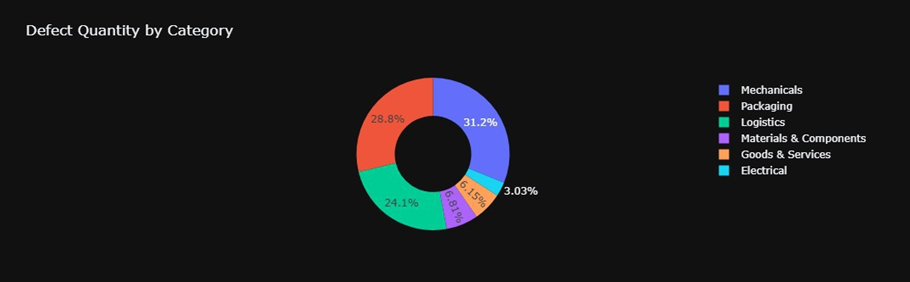 Defect Quantity by Category
28.8%
31.2%
24.1%
6.81%
6.15%
3.03%
Mechanicals
Packaging
Logistics
Materials & Components
Goods & Services
Electrical